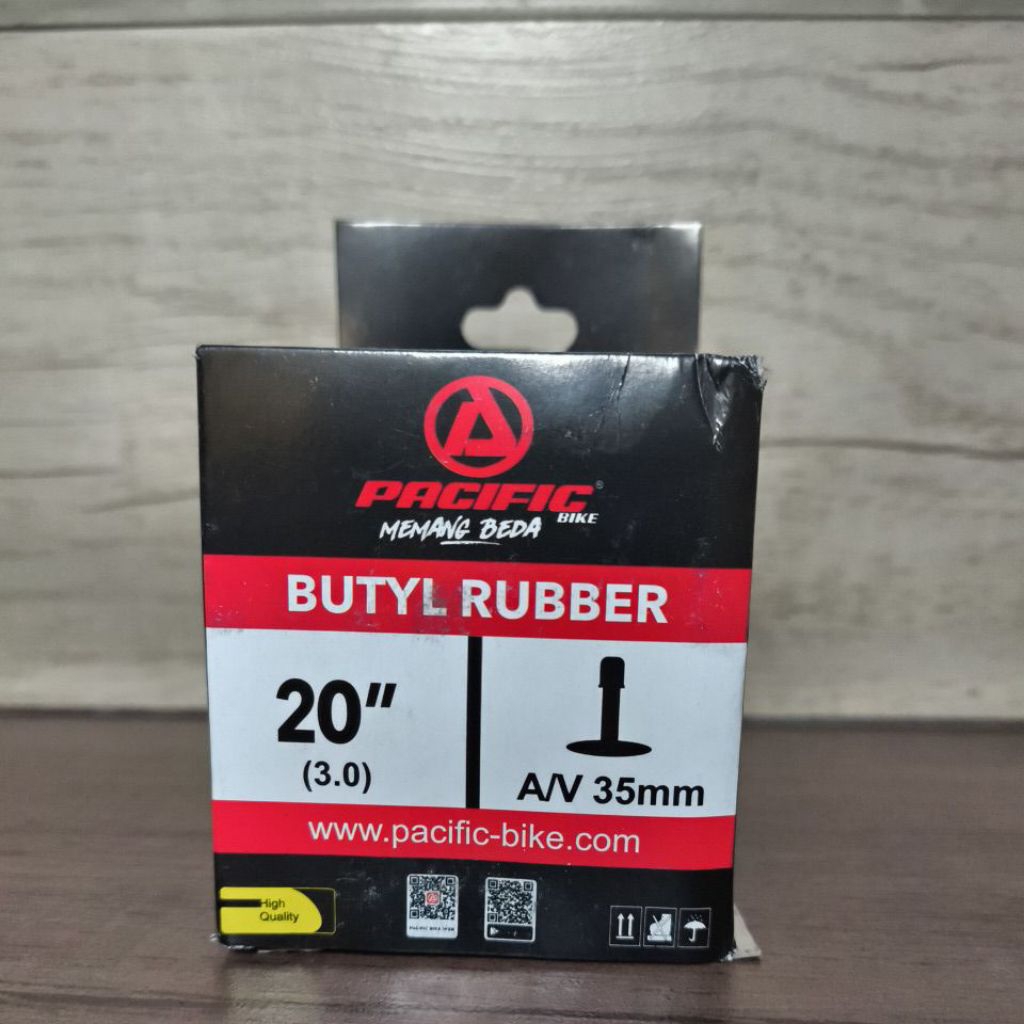 PACIFIC®
BIKE
MEMANG BEDA
BUTYL RUBBER
20"
(3.0)
A/V 35mm
www.pacific-bike.com
High
Quality